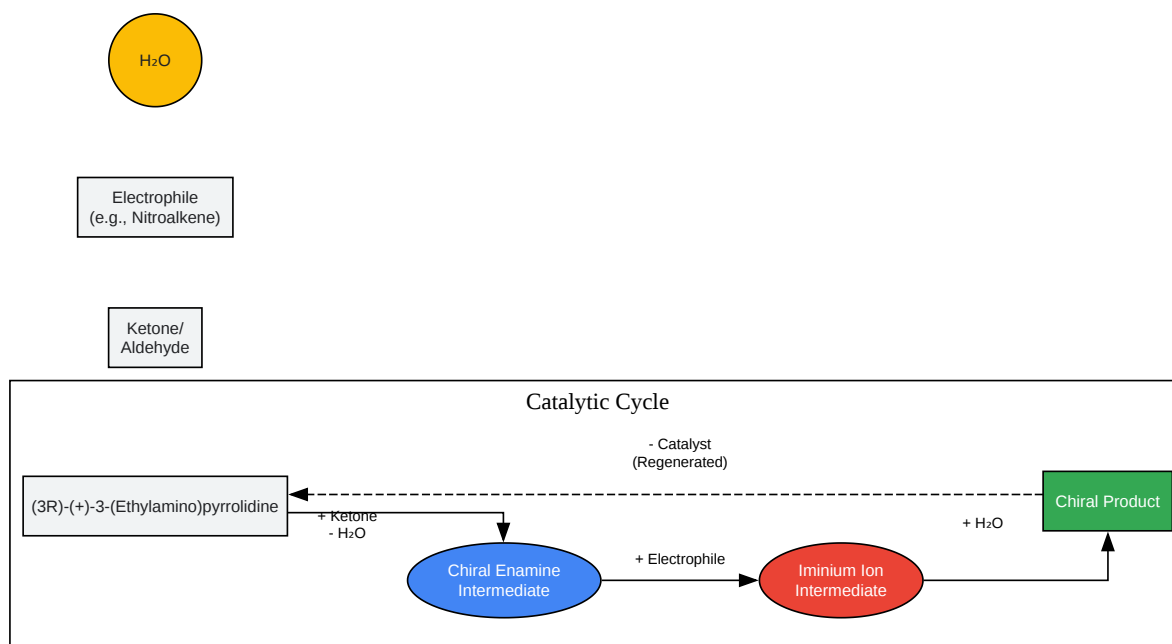 H₂O
Electrophile
(e.g., Nitroalkene)
Ketone/
Aldehyde
Catalytic Cycle
- Catalyst
(Regenerated)
(3R)-(+)-3-(Ethylamino)pyrrolidine
+ Ketone
- H₂O
Chiral Enamine
Intermediate
+ Electrophile
Iminium Ion
Intermediate
+ H₂O
Chiral Product